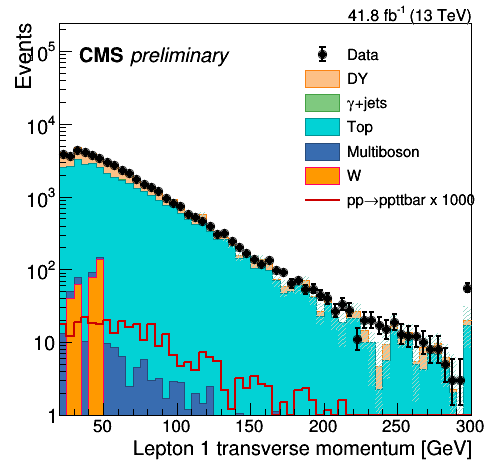 41.8 fb⁻¹ (13 TeV)
Events
CMS preliminary
Data
DY
γ+jets
Top
Multiboson
W
pp→ppttbar x 1000
10⁵
10⁴
10³
10²
10
1
50 100 150 200 250 300
Lepton 1 transverse momentum [GeV]